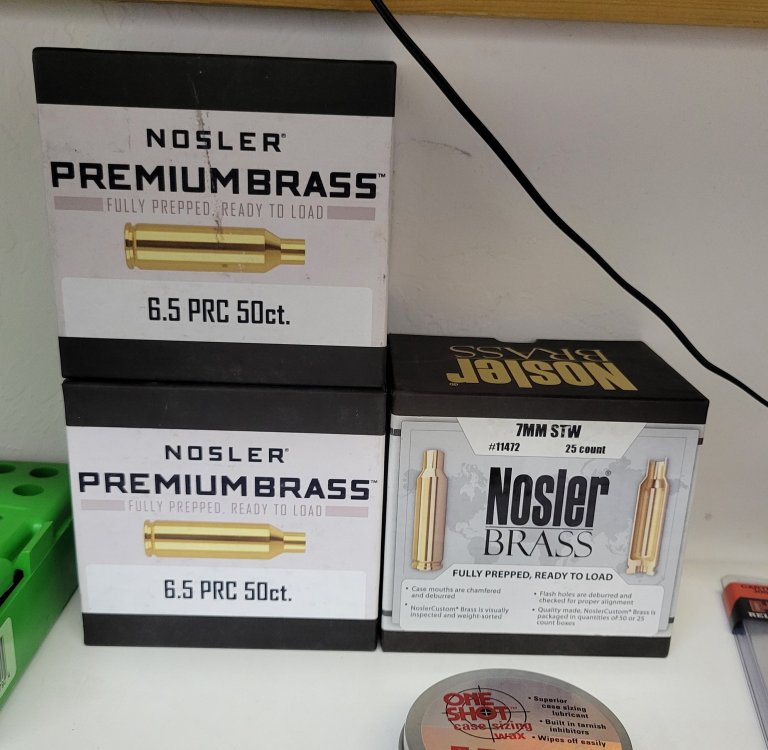 NOSLER®
PREMIUMBRASS™
FULLY PREPPED, READY TO LOAD
6.5 PRC 50ct.
NOSLER®
PREMIUMBRASS™
FULLY PREPPED, READY TO LOAD
6.5 PRC 50ct.
Nosler®
BRASS
7MM STW
#11472 25 count
Nosler®
BRASS
FULLY PREPPED, READY TO LOAD
• Case mouths are chamfered
and deburred
• NoslerCustom® Brass is visually
inspected and weight-sorted
• Flash holes are deburred and
checked for proper alignment
• Quality made, NoslerCustom® Brass is
packaged in quantities of 50 or 25
count boxes
ONE
SHOT
case sizing
wax
• Superior
case sizing
lubricant
• Built in tarnish
inhibitors
• Wipes off easily